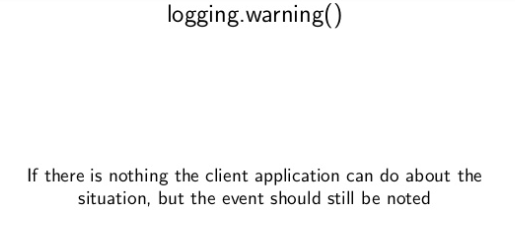 logging.warning()
If there is nothing the client application can do about the
situation, but the event should still be noted